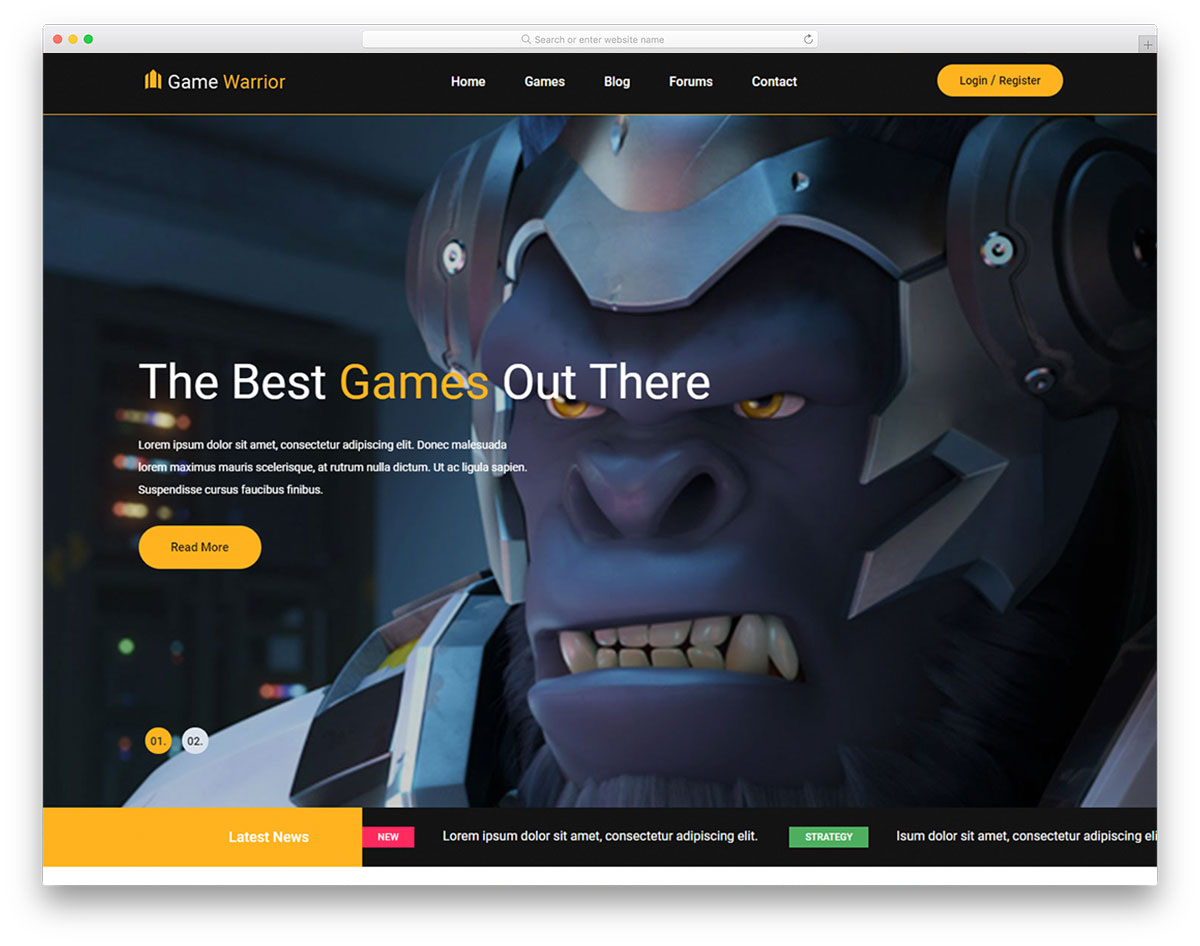 Search or enter website name
Game Warrior
Home Games Blog Forums Contact
Login / Register
The Best Games Out There
Lorem ipsum dolor sit amet, consectetur adipiscing elit. Donec malesuada
lorem maximus mauris scelerisque, at rutrum nulla dictum. Ut ac ligula sapien.
Suspendisse cursus faucibus finibus.
Read More
01. 02.
Latest News
NEW Lorem ipsum dolor sit amet, consectetur adipiscing elit. STRATEGY Isum dolor sit amet, consectetur adipiscing eli